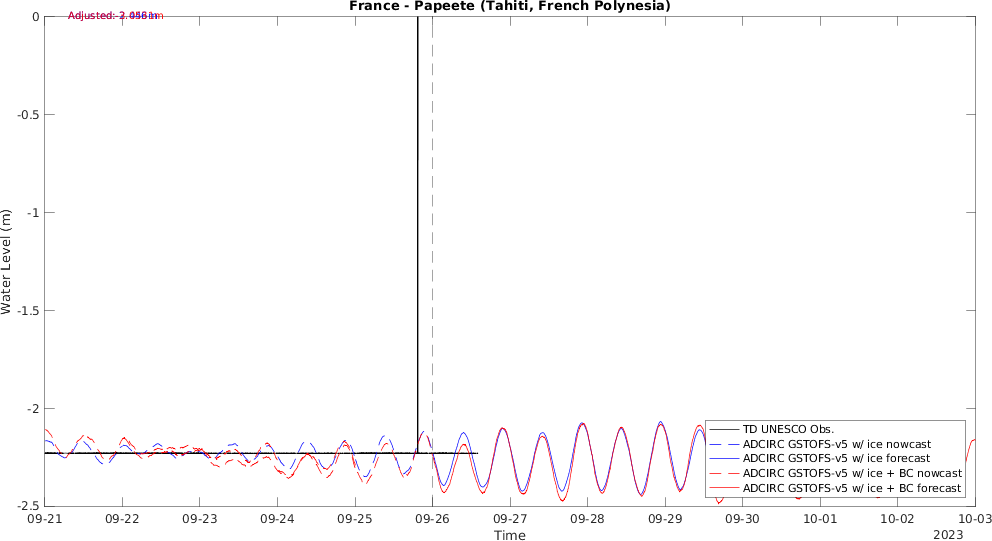 France - Papeete (Tahiti, French Polynesia)
Adjusted:
0
-0.5
-1
-1.5
-2
-2.5
Water Level (m)
TD UNESCO Obs.
ADCIRC GSTOFS-v5 w/ ice nowcast
ADCIRC GSTOFS-v5 w/ ice forecast
ADCIRC GSTOFS-v5 w/ ice + BC nowcast
ADCIRC GSTOFS-v5 w/ ice + BC forecast
09-21 09-22 09-23 09-24 09-25 09-26 09-27 09-28 09-29 09-30 10-01 10-02 10-03
Time
2023